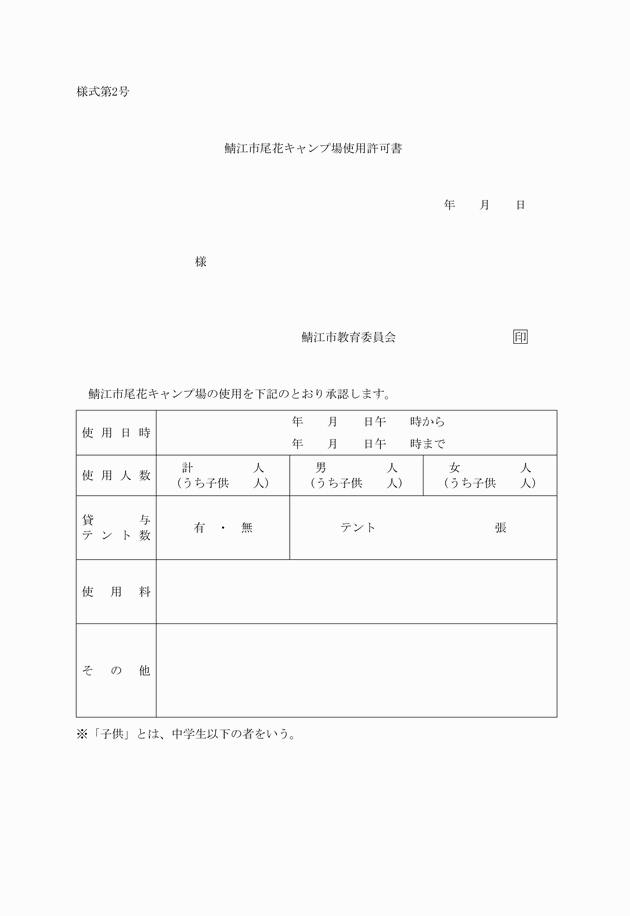 様式第2号
鯖江市尾花キャンプ場使用許可書
年　　月　　日
様
鯖江市教育委員会　　印
鯖江市尾花キャンプ場の使用を下記のとおり承認します。
使用日時
年　　月　　日午　　時から
年　　月　　日午　　時まで
使用人数
計　　人
（うち子供　　人）
男　　人
（うち子供　　人）
女　　人
（うち子供　　人）
貸与
テント数
有　・　無
テント　　張
使用料
その他
※「子供」とは、中学生以下の者をいう。